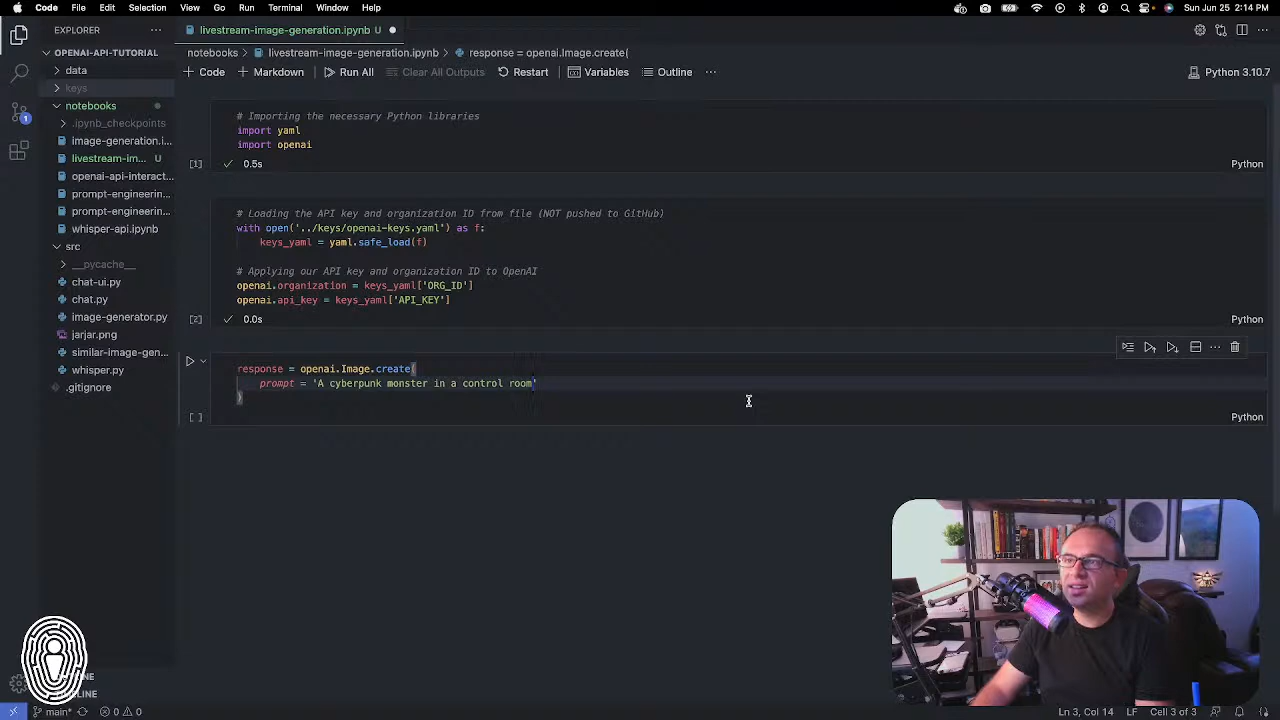 Code File Edit Selection View Go Run Terminal Window Help
Sun Jun 25 2:14 PM
EXPLORER
livestream-image-generation.ipynb U
OPENAI-API-TUTORIAL
notebooks > livestream-image-generation.ipynb > response = openai.Image.create(
+ Code + Markdown Run All Clear All Outputs Restart Variables Outline ...
Python 3.10.7
data
keys
notebooks
.ipynb_checkpoints
image-generation.i...
livestream-im... U
openai-api-interact...
prompt-engineerin...
prompt-engineerin...
whisper-api.ipynb
src
__pycache__
chat-ui.py
chat.py
image-generator.py
jarjar.png
similar-image-gen...
whisper.py
.gitignore
# Importing the necessary Python libraries
import yaml
import openai
[1] 0.5s Python
# Loading the API key and organization ID from file (NOT pushed to GitHub)
with open('../keys/openai-keys.yaml') as f:
keys_yaml = yaml.safe_load(f)
# Applying our API key and organization ID to OpenAI
openai.organization = keys_yaml['ORG_ID']
openai.api_key = keys_yaml['API_KEY']
[2] 0.0s Python
response = openai.Image.create(
prompt = 'A cyberpunk monster in a control room'
)
[ ] Python
1
NE
LINE
main* 0 0
Ln 3, Col 14 LF Cell 3 of 3